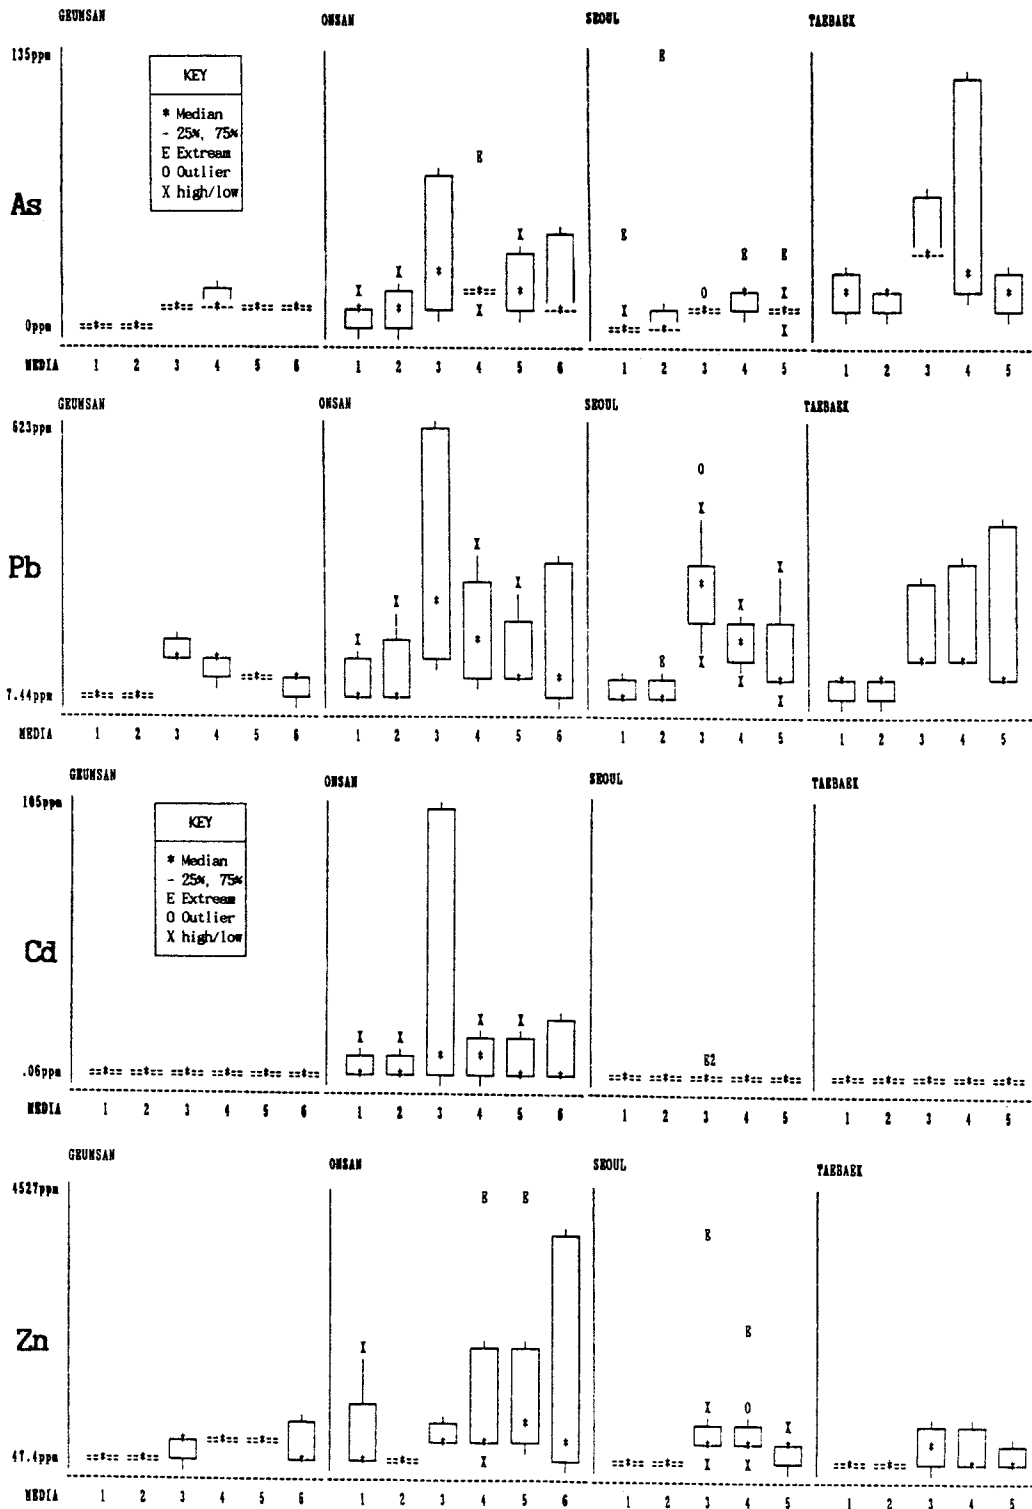 GEUMSAN ONSAN SEOUL TAEBAEK
135ppm
KEY
* Median
- 25%, 75%
E Extream
O Outlier
X high/low
As
0ppm
MEDIA 1 2 3 4 5 6 1 2 3 4 5 6 1 2 3 4 5 1 2 3 4 5
GEUMSAN ONSAN SEOUL TAEBAEK
623ppm
Pb
7.44ppm
MEDIA 1 2 3 4 5 6 1 2 3 4 5 6 1 2 3 4 5 1 2 3 4 5
GEUMSAN ONSAN SEOUL TAEBAEK
105ppm
KEY
* Median
- 25%, 75%
E Extream
O Outlier
X high/low
Cd
E2
.06ppm
MEDIA 1 2 3 4 5 6 1 2 3 4 5 6 1 2 3 4 5 1 2 3 4 5
GEUMSAN ONSAN SEOUL TAEBAEK
4527ppm
Zn
47.4ppm
MEDIA 1 2 3 4 5 6 1 2 3 4 5 6 1 2 3 4 5 1 2 3 4 5